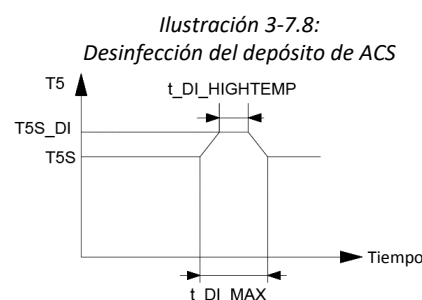 Ilustración 3-7.8:
Desinfección del depósito de ACS
T5
t_DI_HIGHTEMP
T5S_DI
T5S
Tiempo
t_DI_MAX